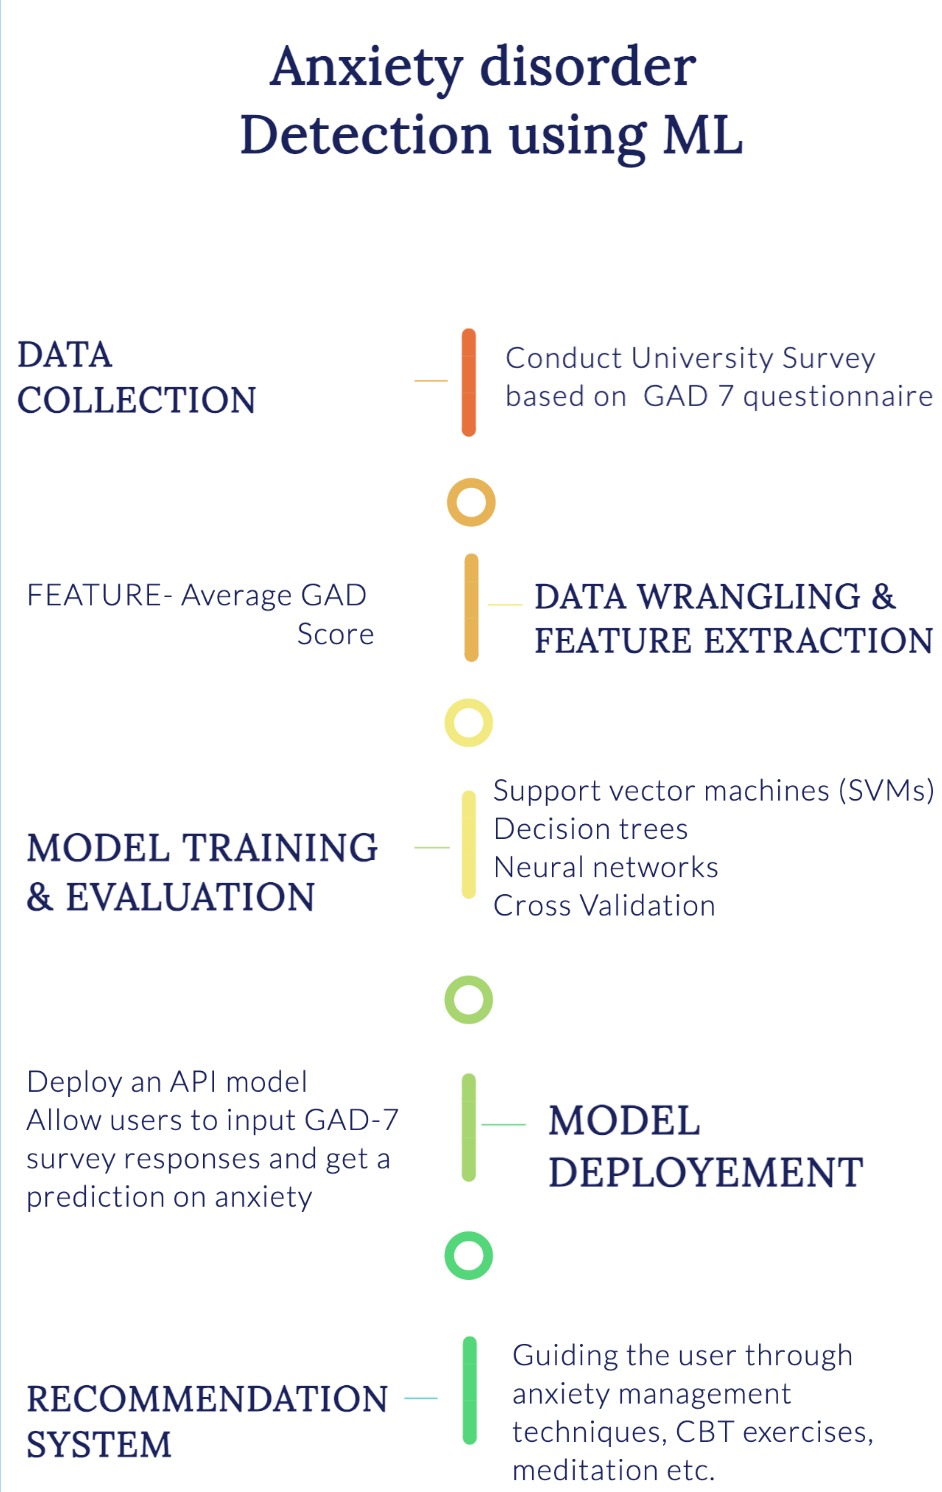 Anxiety disorder
Detection using ML
DATA
COLLECTION
Conduct University Survey
based on GAD 7 questionnaire
FEATURE- Average GAD
Score
DATA WRANGLING &
FEATURE EXTRACTION
MODEL TRAINING
& EVALUATION
Support vector machines (SVMs)
Decision trees
Neural networks
Cross Validation
Deploy an API model
Allow users to input GAD-7
survey responses and get a
prediction on anxiety
MODEL
DEPLOYEMENT
RECOMMENDATION
SYSTEM
Guiding the user through
anxiety management
techniques, CBT exercises,
meditation etc.